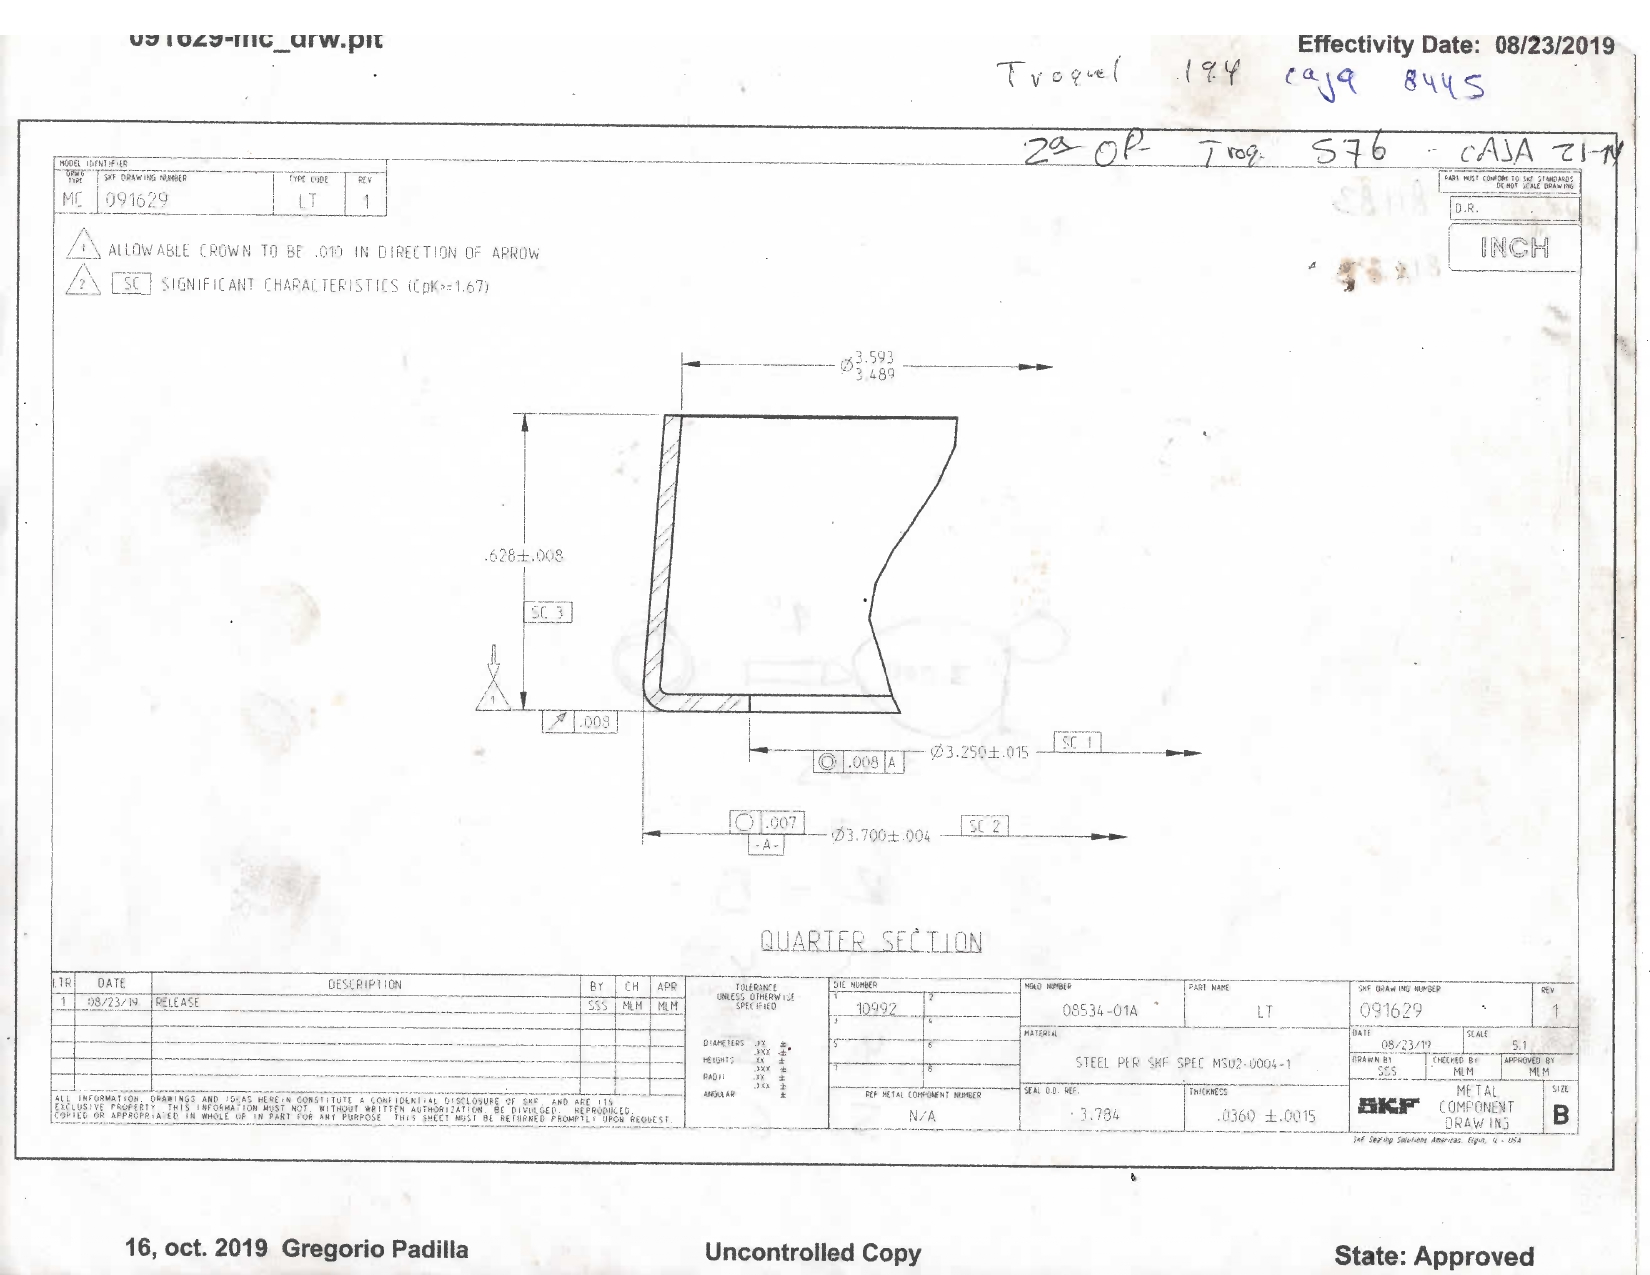 091629-mc_drw.plt
Effectivity Date: 08/23/2019
Troquel 194 caja 8445
2a OP Troq. 576 - CAJA 21-N
MODEL IDENTIFIER
DRWG TYPE
SKF DRAWING NUMBER
TYPE CODE
REV
MC 091629 LT 1
PART MUST CONFORM TO SKF STANDARDS
DO NOT SCALE DRAWING
D.R.
INCH
1 ALLOWABLE CROWN TO BE .010 IN DIRECTION OF ARROW
2 SC SIGNIFICANT CHARACTERISTICS (CpK>=1.67)
Ø3.593
3.489
.628±.008
SC 3
1
.008
.008 A
Ø3.250±.015
SC 1
.007
-A-
Ø3.700±.004
SC 2
QUARTER SECTION
LTR DATE DESCRIPTION BY CH APR
1 08/23/19 RELEASE SSS MLM MLM
ALL INFORMATION, DRAWINGS AND IDEAS HEREIN CONSTITUTE A CONFIDENTIAL DISCLOSURE OF SKF AND ARE ITS
EXCLUSIVE PROPERTY. THIS INFORMATION MUST NOT, WITHOUT WRITTEN AUTHORIZATION, BE DIVULGED, REPRODUCED,
COPIED OR APPROPRIATED IN WHOLE OR IN PART FOR ANY PURPOSE. THIS SHEET MUST BE RETURNED PROMPTLY UPON REQUEST.
TOLERANCE
UNLESS OTHERWISE
SPECIFIED
DIAMETERS .XX ±
.XXX ±
HEIGHTS .XX ±
.XXX ±
RADII .XX ±
.XXX ±
ANGULAR ±
DIE NUMBER
1 10992 2
3 4
5 6
7 8
REF METAL COMPONENT NUMBER
N/A
MOLD NUMBER
08534-01A
PART NAME
LT
MATERIAL
STEEL PER SKF SPEC MS02-0004-1
SEAL O.D. REF.
3.784
THICKNESS
.0360 ±.0015
SKF DRAWING NUMBER
091629
REV
1
DATE
08/23/19
SCALE
5.1
DRAWN BY
SSS
CHECKED BY
MLM
APPROVED BY
MLM
SKF
METAL
COMPONENT
DRAWING
SIZE
B
SKF Sealing Solutions Americas, Elgin, IL - USA
16, oct. 2019 Gregorio Padilla
Uncontrolled Copy
State: Approved